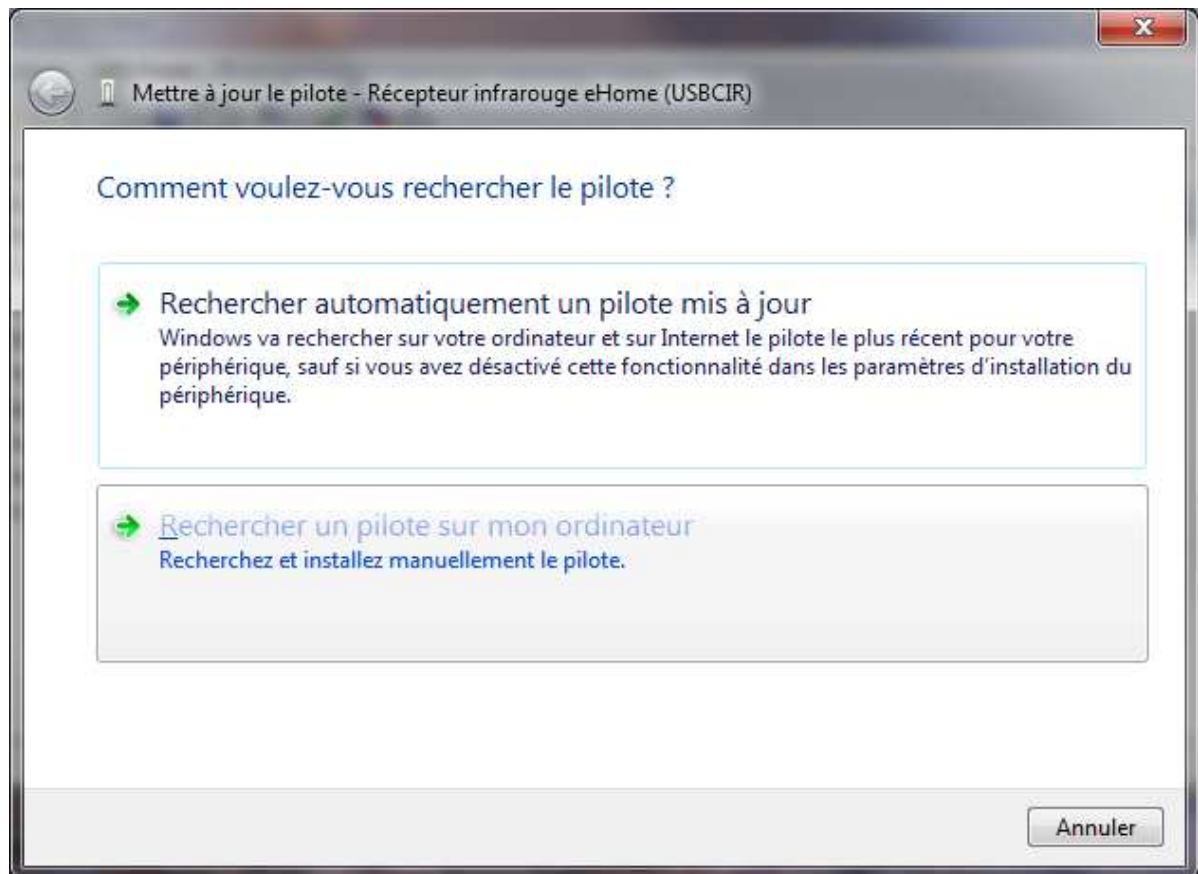 Mettre à jour le pilote - Récepteur infrarouge eHome (USBCIR)
Comment voulez-vous rechercher le pilote ?
Rechercher automatiquement un pilote mis à jour
Windows va rechercher sur votre ordinateur et sur Internet le pilote le plus récent pour votre
périphérique, sauf si vous avez désactivé cette fonctionnalité dans les paramètres d'installation du
périphérique.
Rechercher un pilote sur mon ordinateur
Recherchez et installez manuellement le pilote.
Annuler